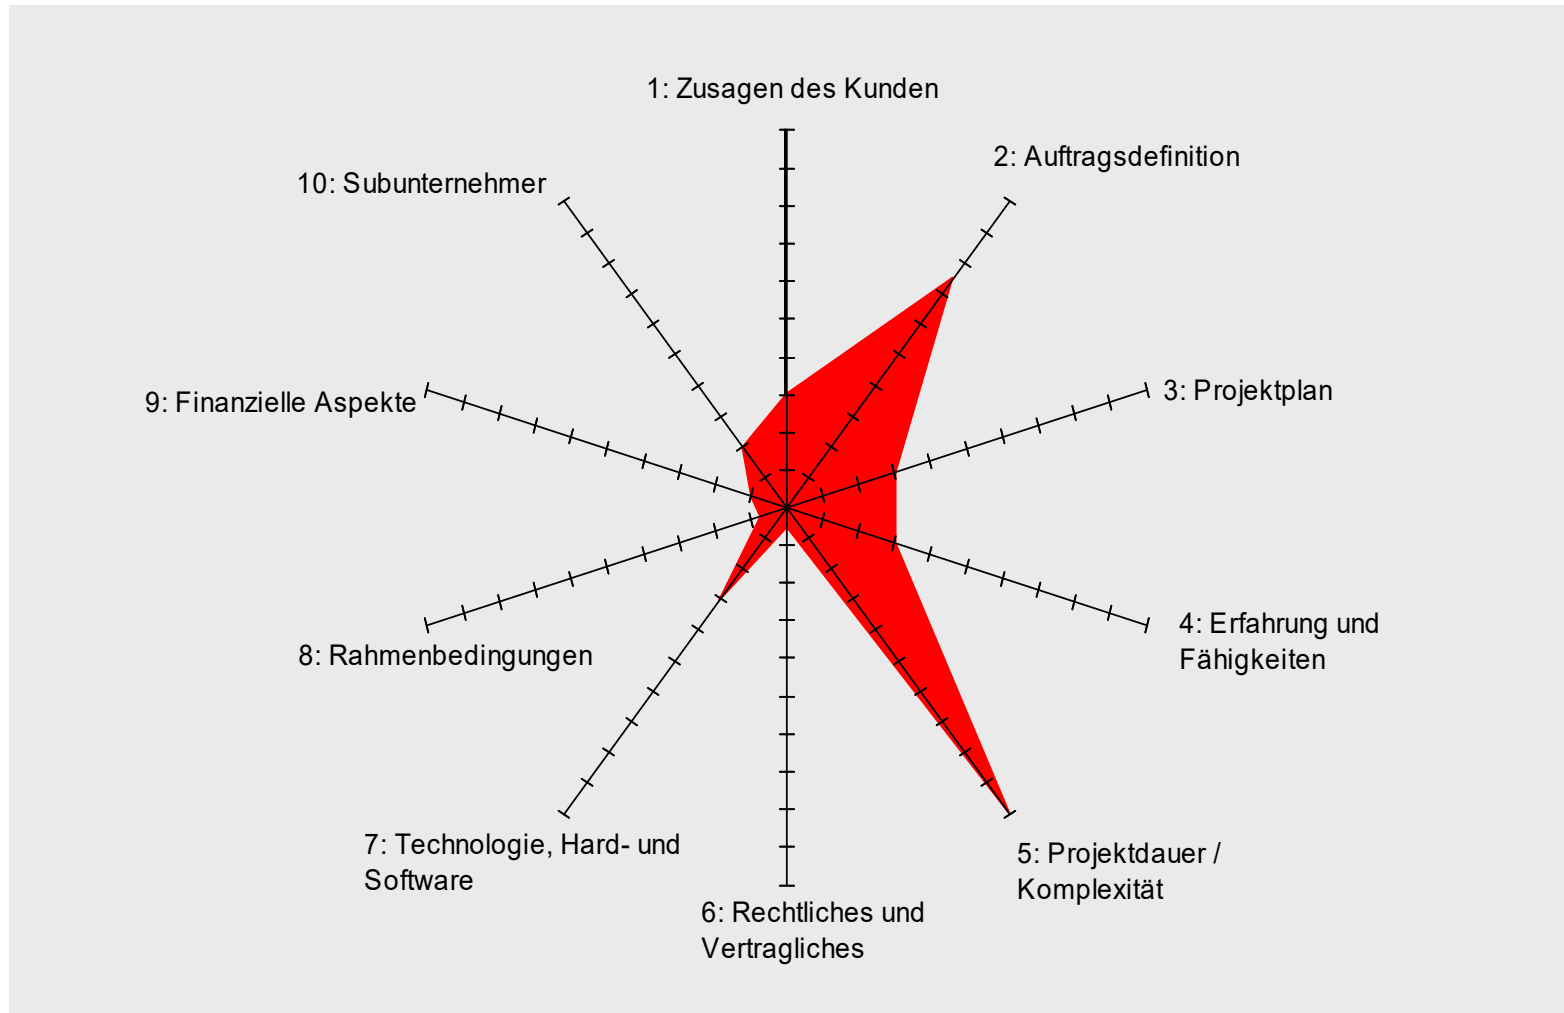 1: Zusagen des Kunden
2: Auftragsdefinition
3: Projektplan
4: Erfahrung und
Fähigkeiten
5: Projektdauer /
Komplexität
6: Rechtliches und
Vertragliches
7: Technologie, Hard- und
Software
8: Rahmenbedingungen
9: Finanzielle Aspekte
10: Subunternehmer